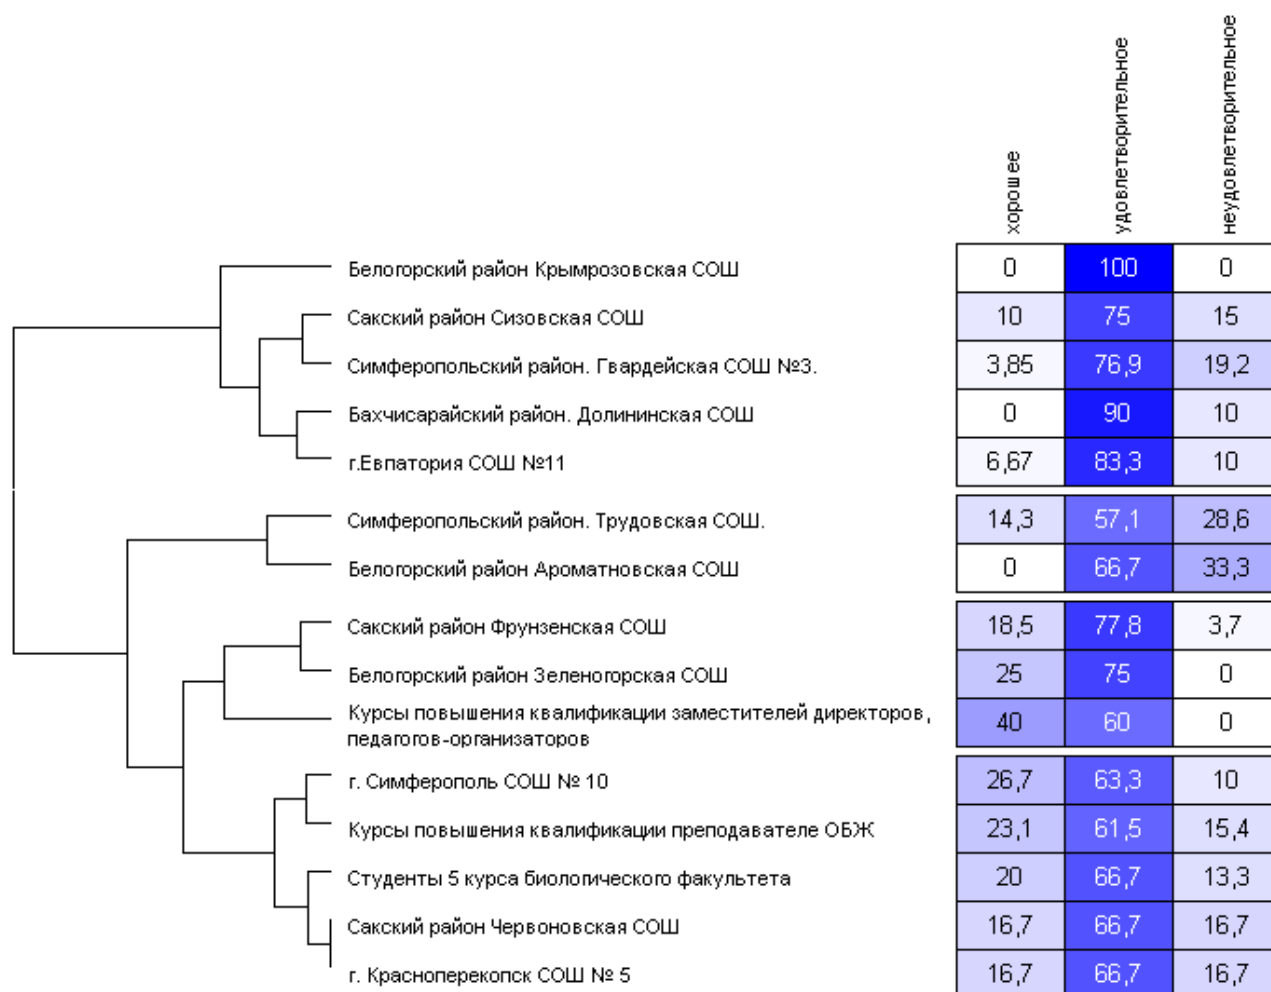 хорошее
удовлетворительное
неудовлетворительное
Белогорский район Крымрозовская СОШ 0 100 0
Сакский район Сизовская СОШ 10 75 15
Симферопольский район. Гвардейская СОШ №3. 3,85 76,9 19,2
Бахчисарайский район. Долининская СОШ 0 90 10
г.Евпатория СОШ №11 6,67 83,3 10
Симферопольский район. Трудовская СОШ. 14,3 57,1 28,6
Белогорский район Ароматновская СОШ 0 66,7 33,3
Сакский район Фрунзенская СОШ 18,5 77,8 3,7
Белогорский район Зеленогорская СОШ 25 75 0
Курсы повышения квалификации заместителей директоров, 40 60 0
педагогов-организаторов
г. Симферополь СОШ № 10 26,7 63,3 10
Курсы повышения квалификации преподавателе ОБЖ 23,1 61,5 15,4
Студенты 5 курса биологического факультета 20 66,7 13,3
Сакский район Червоновская СОШ 16,7 66,7 16,7
г. Красноперекопск СОШ № 5 16,7 66,7 16,7